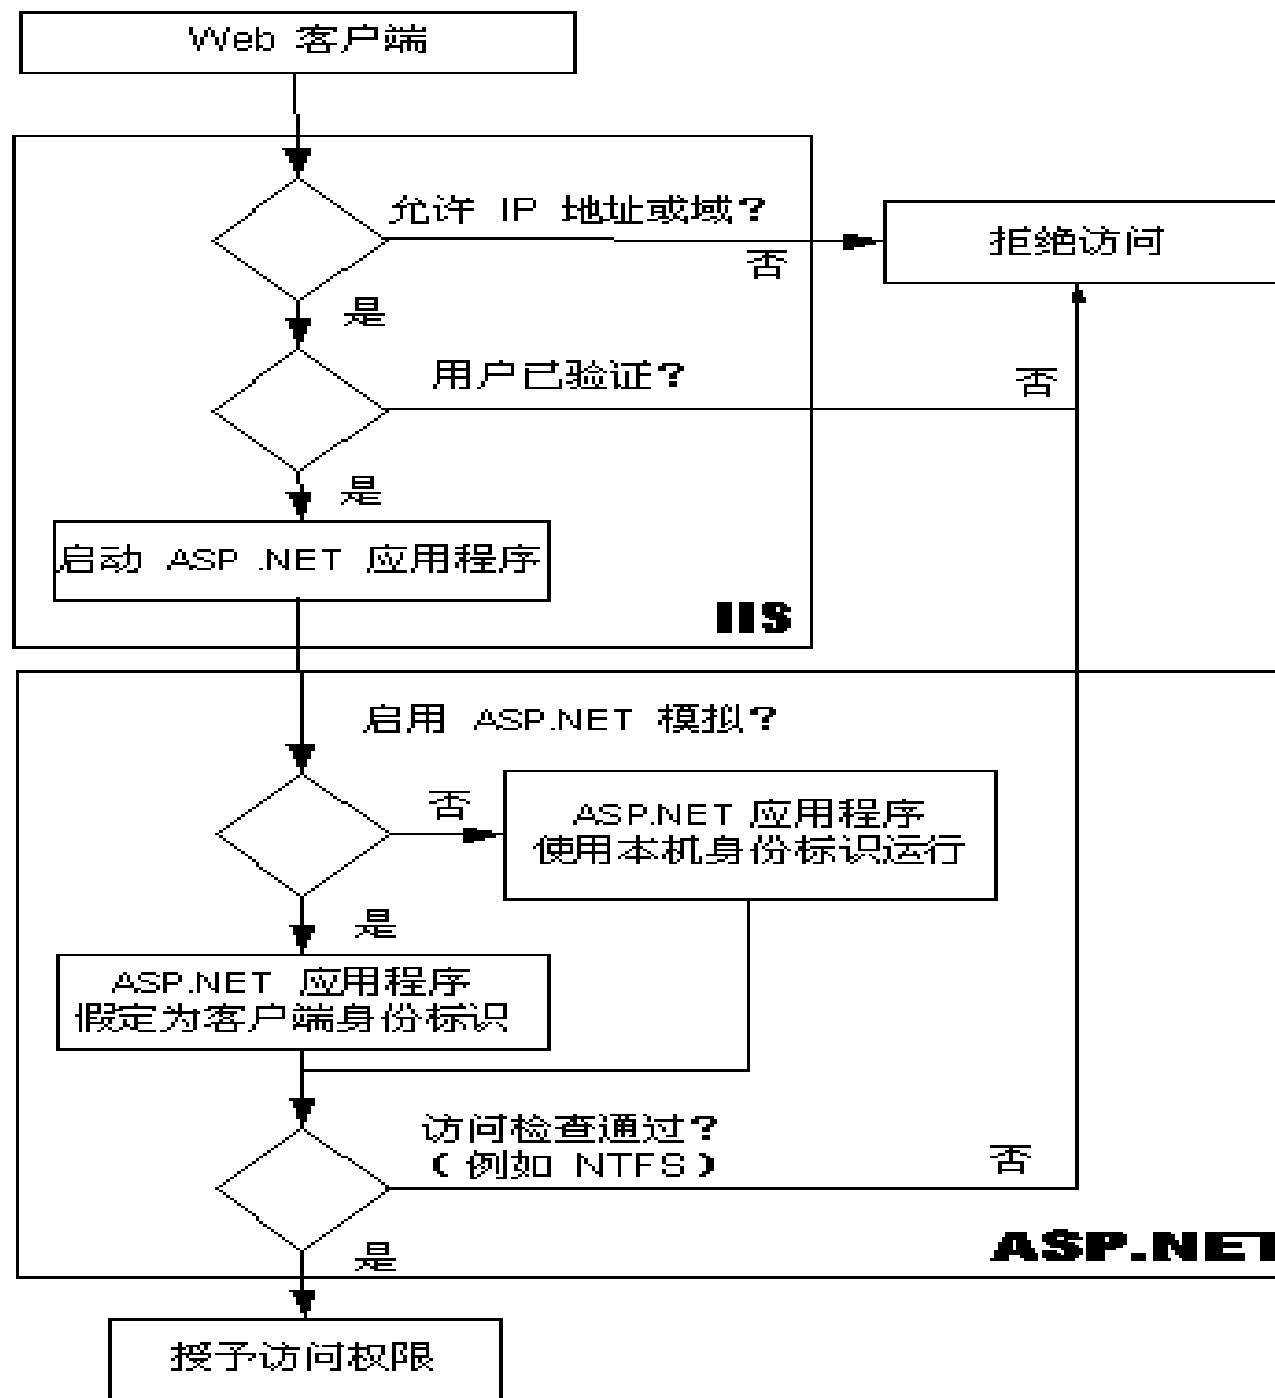 Web 客户端
允许 IP 地址或域?
否
拒绝访问
是
用户已验证?
否
是
启动 ASP .NET 应用程序
IIS
启用 ASP.NET 模拟?
否
ASP.NET 应用程序
使用本机身份标识运行
是
ASP.NET 应用程序
假定为客户端身份标识
访问检查通过?
(例如 NTFS)
否
是
ASP.NET
授予访问权限